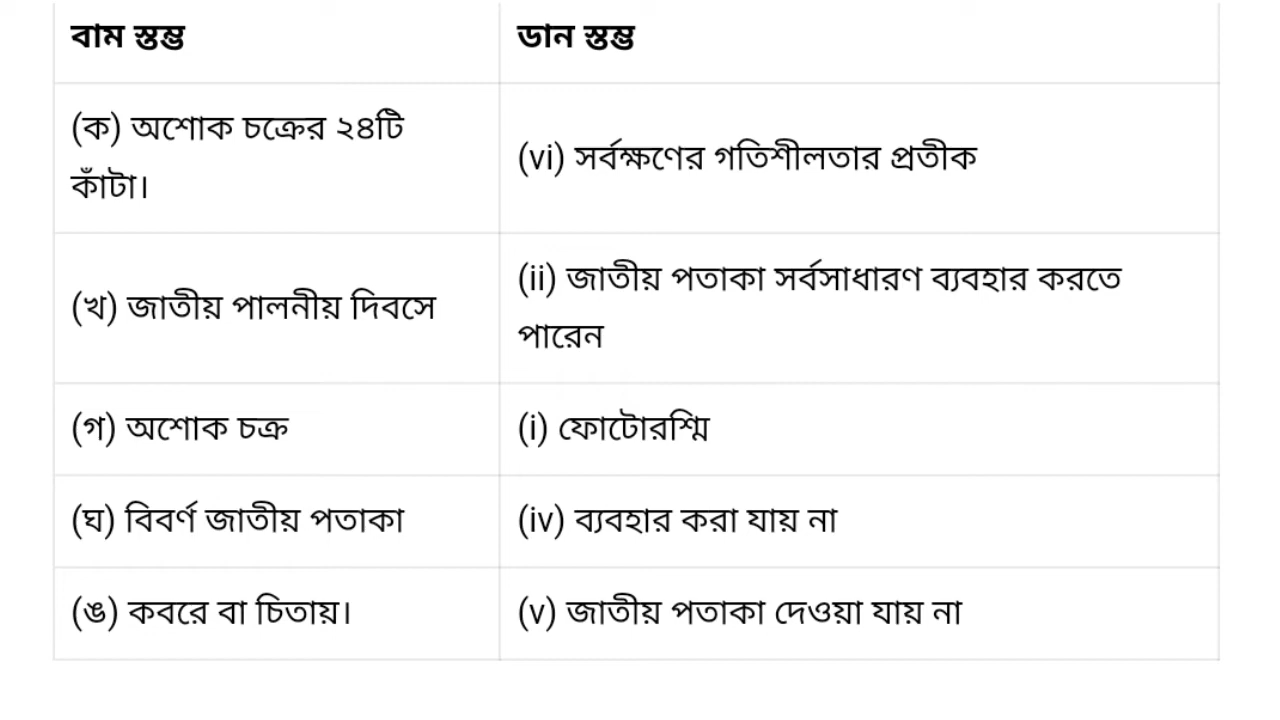 বাম স্তম্ভ
ডান স্তম্ভ
(ক) অশোক চক্রের ২৪টি
কাঁটা।
(vi) সর্বক্ষণের গতিশীলতার প্রতীক
(খ) জাতীয় পালনীয় দিবসে
(ii) জাতীয় পতাকা সর্বসাধারণ ব্যবহার করতে
পারেন
(গ) অশোক চক্র
(i) ফোটোরশ্মি
(ঘ) বিবর্ণ জাতীয় পতাকা
(iv) ব্যবহার করা যায় না
(ঙ) কবরে বা চিতায়।
(v) জাতীয় পতাকা দেওয়া যায় না